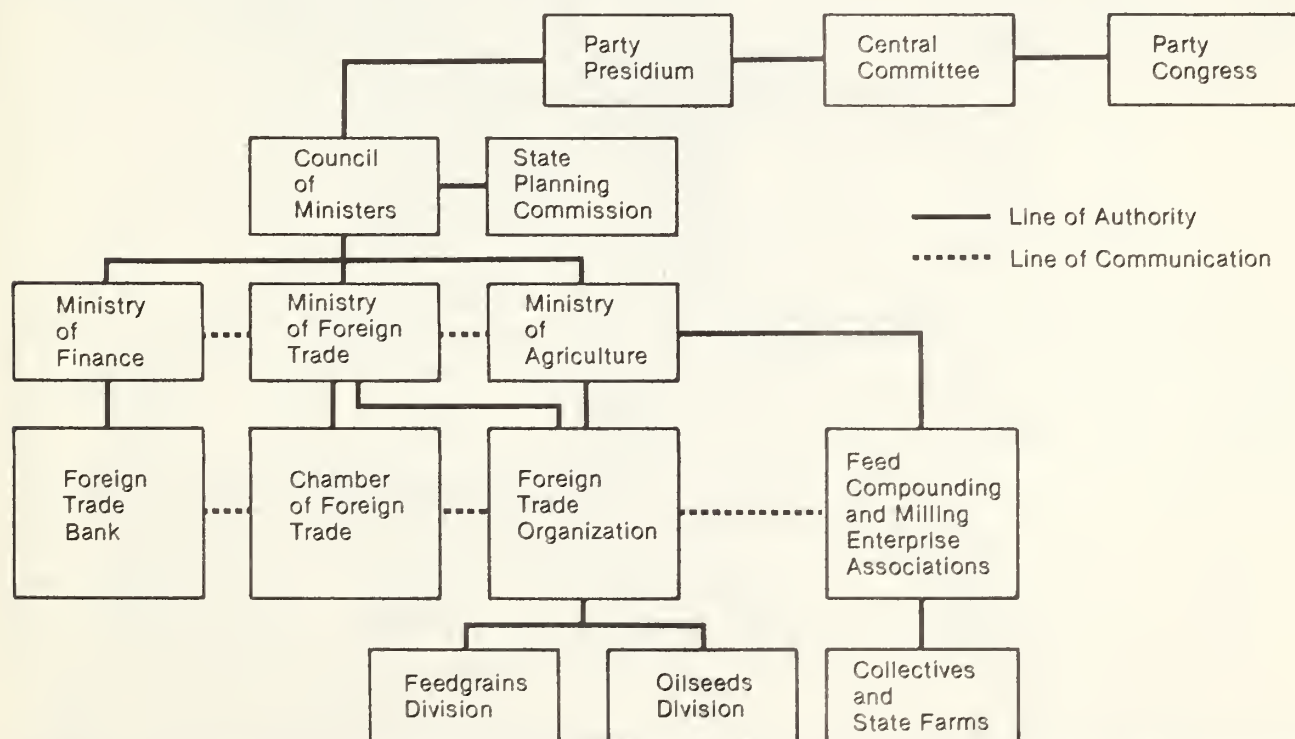 Party
Presidium
Central
Committee
Party
Congress
Council
of
Ministers
State
Planning
Commission
Line of Authority
Line of Communication
Ministry
of
Finance
Ministry
of Foreign
Trade
Ministry
of
Agriculture
Foreign
Trade
Bank
Chamber
of Foreign
Trade
Foreign
Trade
Organization
Feed
Compounding
and Milling
Enterprise
Associations
Feedgrains
Division
Oilseeds
Division
Collectives
and
State Farms